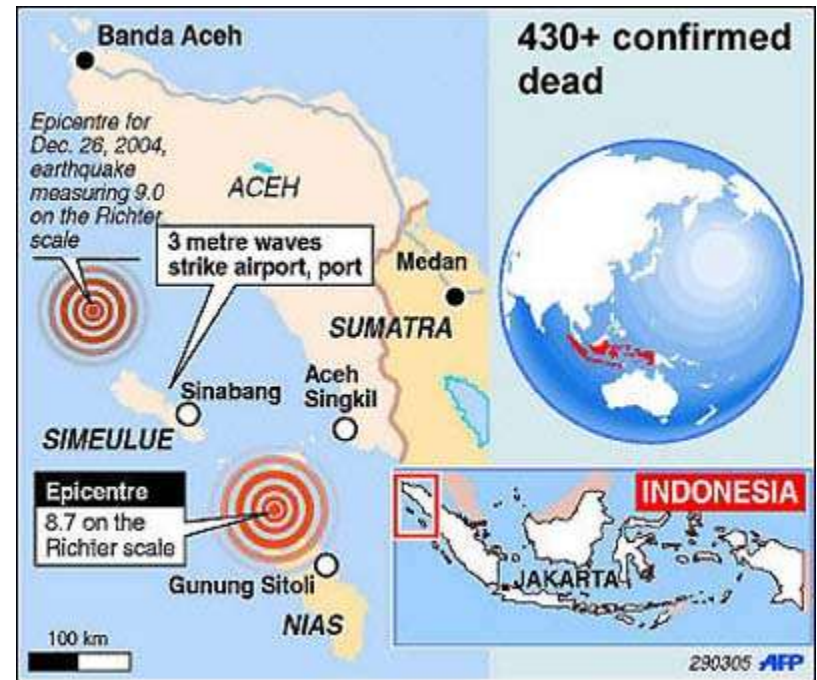 Banda Aceh
430+ confirmed
dead
Epicentre for
Dec. 26, 2004,
earthquake
measuring 9.0
on the Richter
scale
ACEH
3 metre waves
strike airport, port
Medan
SUMATRA
Sinabang
Aceh
Singkil
SIMEULUE
Epicentre
8.7 on the
Richter scale
Gunung Sitoli
NIAS
100 km
INDONESIA
JAKARTA
290305 AFP